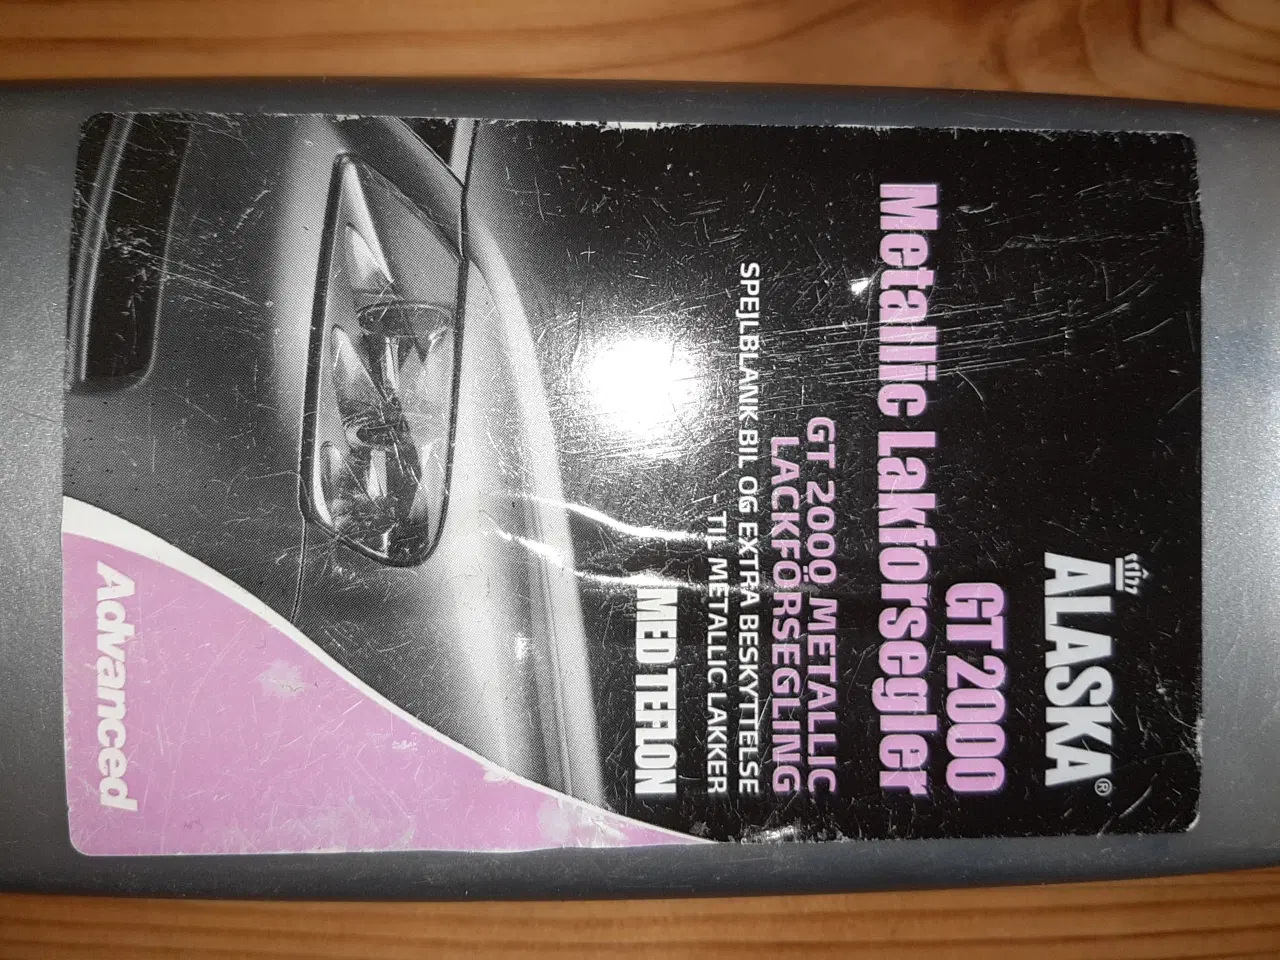 ALASKA®
GT 2000
Metallic Lakforsegler
GT 2000 METALLIC
LACKFÖRSEGLING
SPEJLBLANK BIL OG EXTRA BESKYTTELSE
- TIL METALLIC LAKKER
MED TEFLON
Advanced